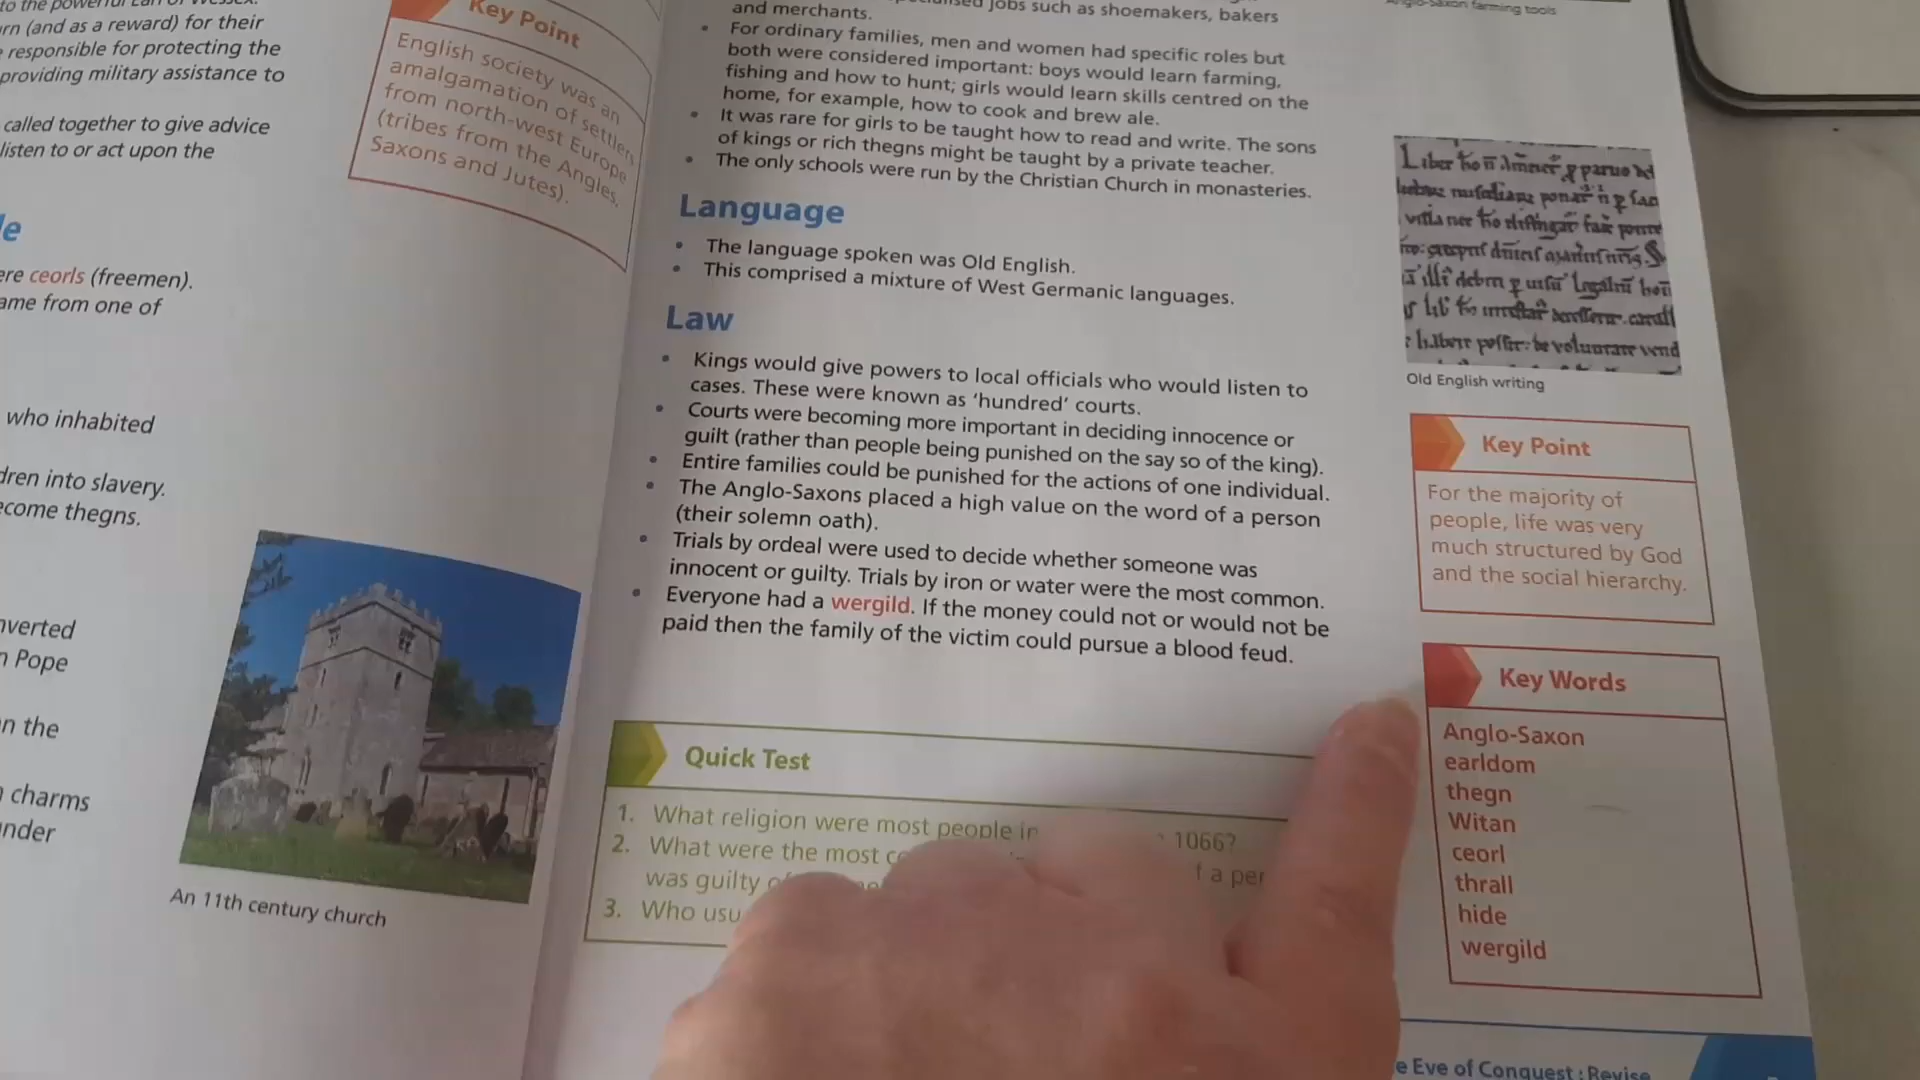 to the powerful Earl of Wessex.
rn (and as a reward) for their
responsible for protecting the
providing military assistance to
called together to give advice
listen to or act upon the
le
ere ceorls (freemen).
ame from one of
who inhabited
dren into slavery.
ecome thegns.
nverted
n Pope
n the
charms
nder
Key Point
English society was an
amalgamation of settlers
from north-west Europe
(tribes from the Angles,
Saxons and Jutes).
An 11th century church
jobs such as shoemakers, bakers
and merchants.
• For ordinary families, men and women had specific roles but
both were considered important: boys would learn farming,
fishing and how to hunt; girls would learn skills centred on the
home, for example, how to cook and brew ale.
• It was rare for girls to be taught how to read and write. The sons
of kings or rich thegns might be taught by a private teacher.
• The only schools were run by the Christian Church in monasteries.
Language
• The language spoken was Old English.
• This comprised a mixture of West Germanic languages.
Law
• Kings would give powers to local officials who would listen to
cases. These were known as ‘hundred’ courts.
• Courts were becoming more important in deciding innocence or
guilt (rather than people being punished on the say so of the king).
• Entire families could be punished for the actions of one individual.
• The Anglo-Saxons placed a high value on the word of a person
(their solemn oath).
• Trials by ordeal were used to decide whether someone was
innocent or guilty. Trials by iron or water were the most common.
• Everyone had a wergild. If the money could not or would not be
paid then the family of the victim could pursue a blood feud.
Quick Test
1. What religion were most people in 1066?
2. What were the most
was guilty
3. Who usu
Anglo-Saxon farming tools
Old English writing
Key Point
For the majority of
people, life was very
much structured by God
and the social hierarchy.
Key Words
Anglo-Saxon
earldom
thegn
Witan
ceorl
thrall
hide
wergild
e Eve of Conquest : Revise